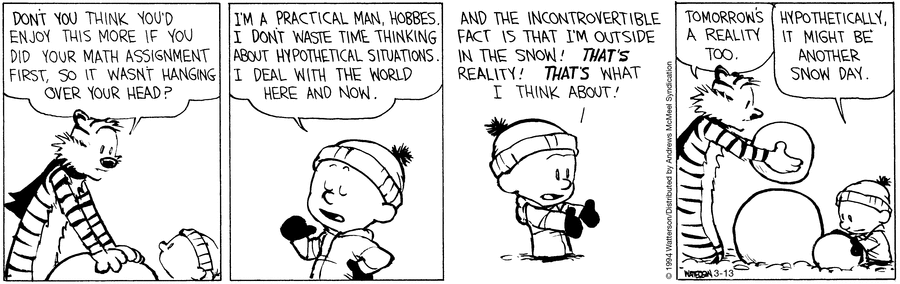 DON'T YOU THINK YOU'D
ENJOY THIS MORE IF YOU
DID YOUR MATH ASSIGNMENT
FIRST, SO IT WASN'T HANGING
OVER YOUR HEAD?
I'M A PRACTICAL MAN, HOBBES.
I DON'T WASTE TIME THINKING
ABOUT HYPOTHETICAL SITUATIONS.
I DEAL WITH THE WORLD
HERE AND NOW.
AND THE INCONTROVERTIBLE
FACT IS THAT I'M OUTSIDE
IN THE SNOW! THAT'S
REALITY! THAT'S WHAT
I THINK ABOUT!
TOMORROW'S
A REALITY
TOO.
HYPOTHETICALLY,
IT MIGHT BE
ANOTHER
SNOW DAY.
© 1994 Watterson/Distributed by Andrews McMeel Syndication
WATTERSON 3-13